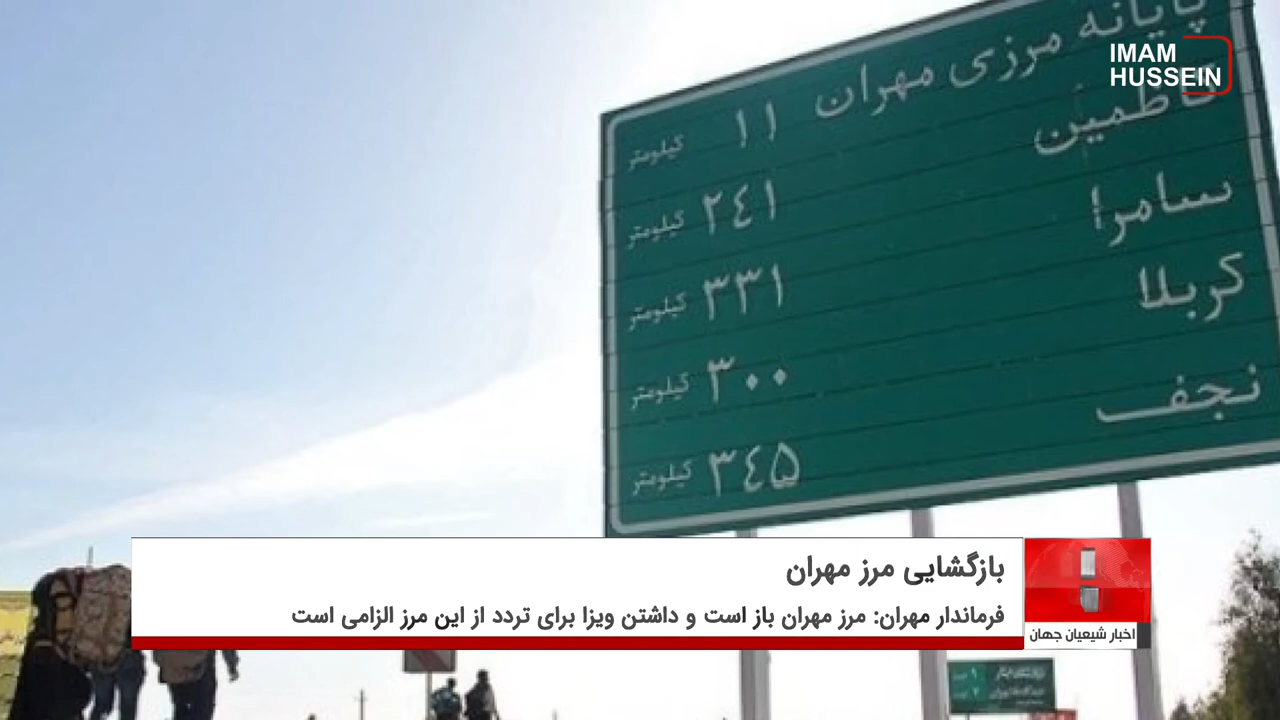 IMAM
HUSSEIN
پایانه مرزی مهران ۱۱ کیلومتر
کاظمین ۲٤۱ کیلومتر
سامرا ۳۳۱ کیلومتر
کربلا ۳۰۰ کیلومتر
نجف ۳٤۵ کیلومتر
بازگشایی مرز مهران
فرماندار مهران: مرز مهران باز است و داشتن ویزا برای تردد از این مرز الزامی است
اخبار شیعیان جهان